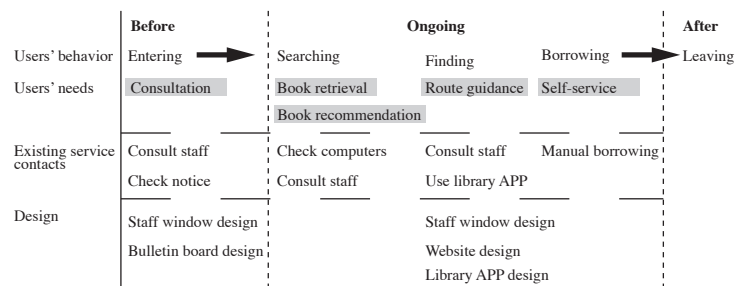 Before Ongoing After
Users' behavior Entering Searching Finding Borrowing Leaving
Users' needs Consultation Book retrieval Route guidance Self-service
Book recommendation
Existing service contacts Consult staff Check computers Consult staff Manual borrowing
Check notice Consult staff Use library APP
Design Staff window design Staff window design
Bulletin board design Website design
Library APP design